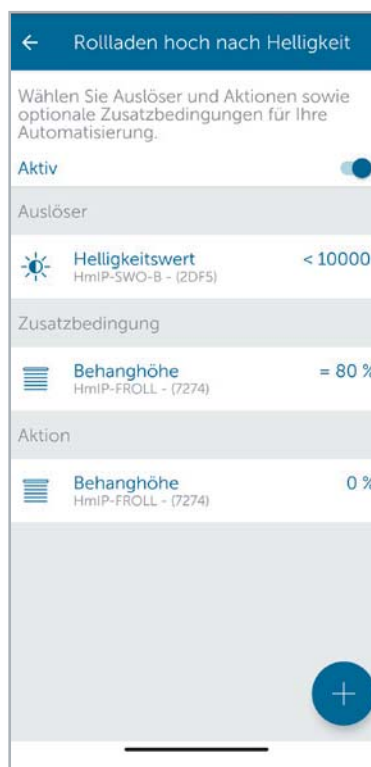 Rollladen hoch nach Helligkeit
Wählen Sie Auslöser und Aktionen sowie
optionale Zusatzbedingungen für Ihre
Automatisierung.
Aktiv
Auslöser
Helligkeitswert < 10000
HmIP-SWO-B - (2DF5)
Zusatzbedingung
Behanghöhe = 80 %
HmIP-FROLL - (7274)
Aktion
Behanghöhe 0 %
HmIP-FROLL - (7274)